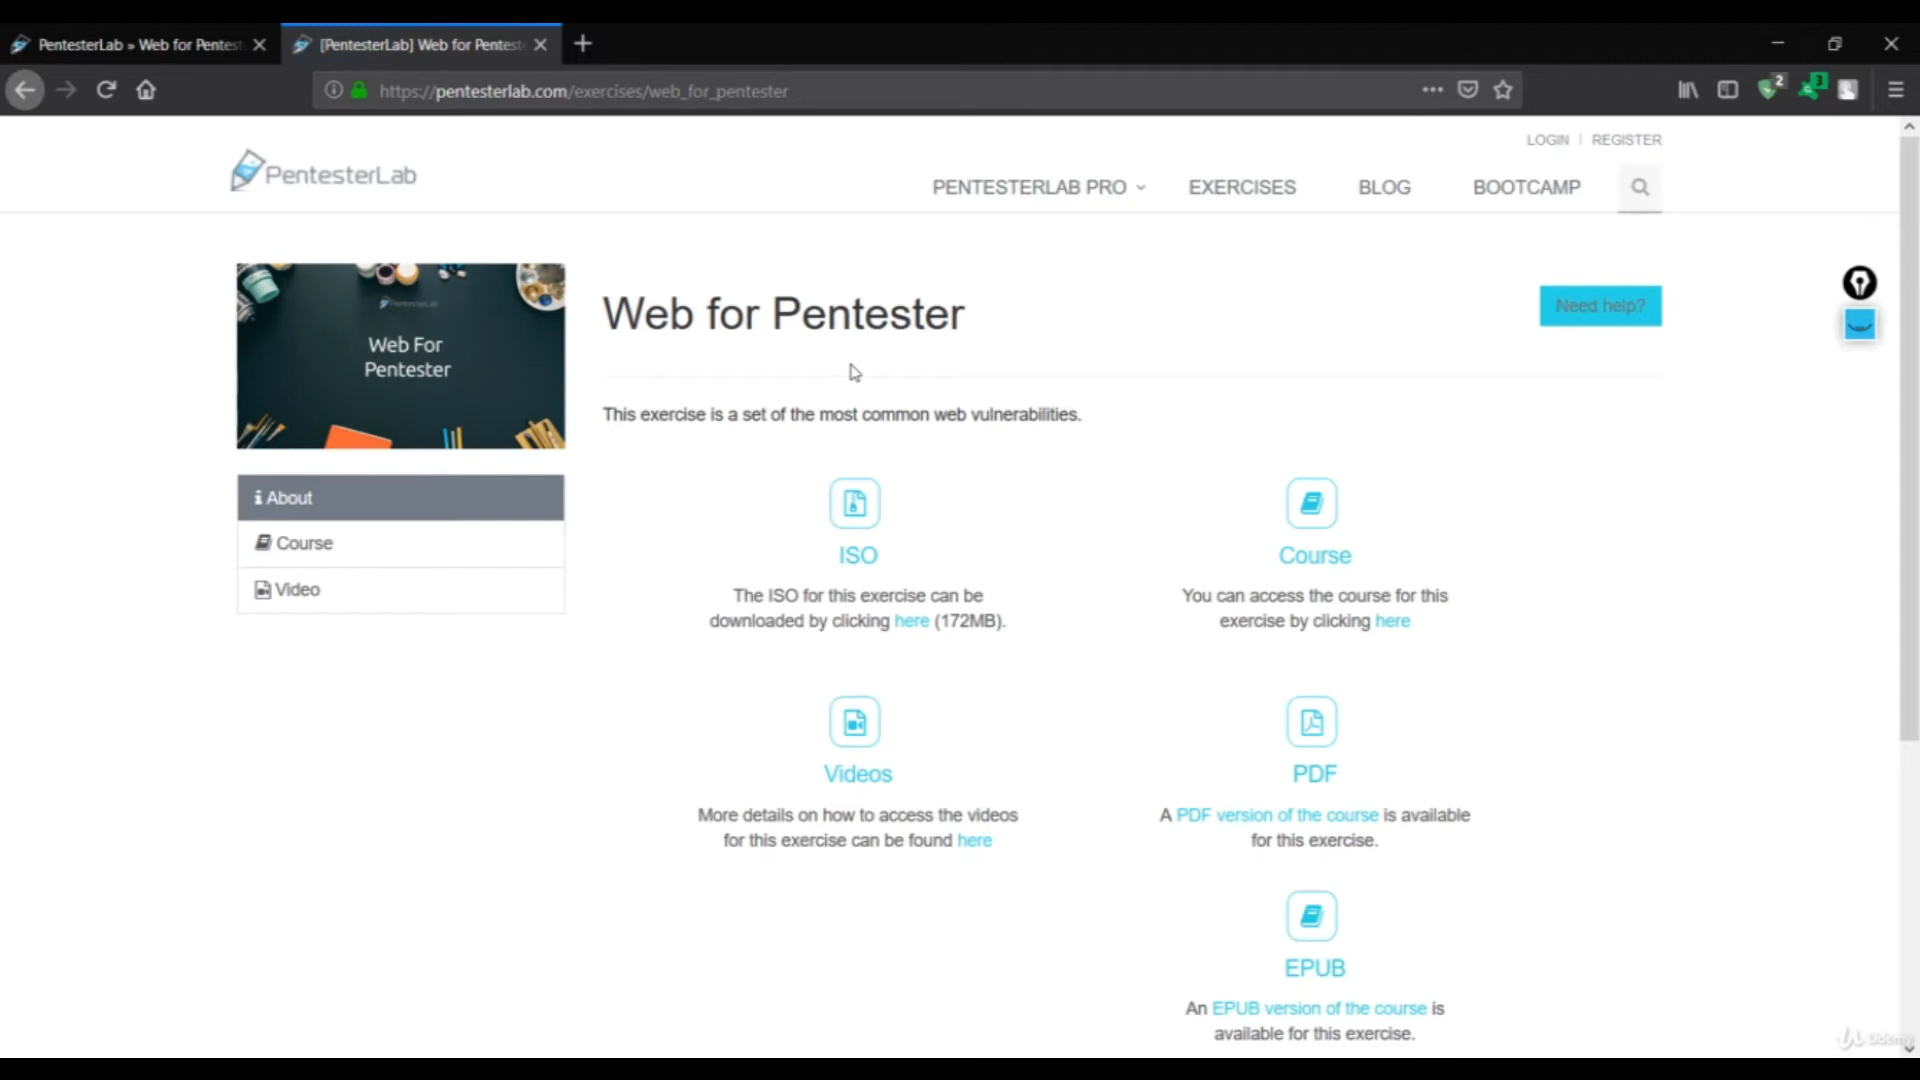 PentesterLab » Web for Pentest
[PentesterLab] Web for Pentest
https://pentesterlab.com/exercises/web_for_pentester
2
3
LOGIN | REGISTER
PentesterLab
PENTESTERLAB PRO
EXERCISES
BLOG
BOOTCAMP
PentesterLab
Web For
Pentester
Web for Pentester
Need help?
This exercise is a set of the most common web vulnerabilities.
About
Course
Video
ISO
The ISO for this exercise can be
downloaded by clicking here (172MB).
Course
You can access the course for this
exercise by clicking here
Videos
More details on how to access the videos
for this exercise can be found here
PDF
A PDF version of the course is available
for this exercise.
EPUB
An EPUB version of the course is
available for this exercise.
Udemy